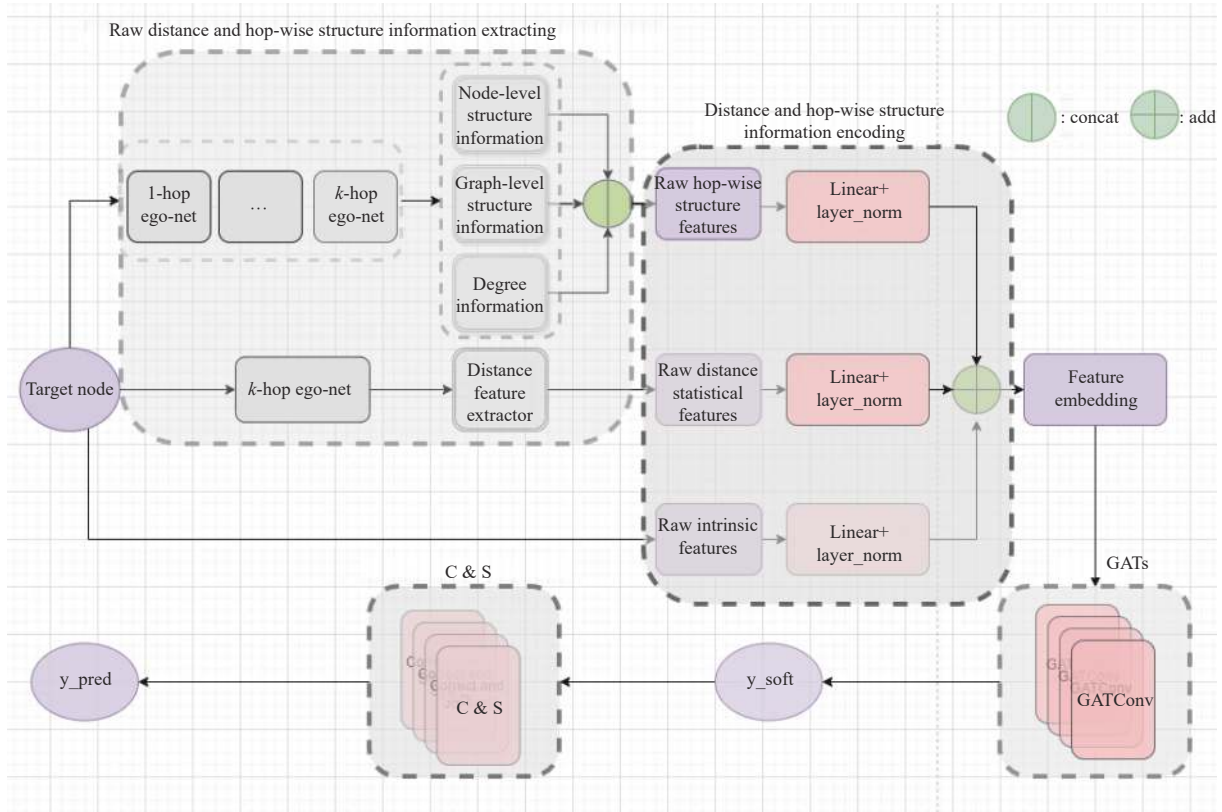 Raw distance and hop-wise structure information extracting
Node-level
structure
information
Distance and hop-wise structure
information encoding
: concat
: add
1-hop
ego-net
...
k-hop
ego-net
Graph-level
structure
information
Raw hop-wise
structure
features
Linear+
layer_norm
Degree
information
Target node
k-hop ego-net
Distance
feature
extractor
Raw distance
statistical
features
Linear+
layer_norm
Feature
embedding
Raw intrinsic
features
Linear+
layer_norm
GATs
C & S
y_pred
C & S
y_soft
GATConv